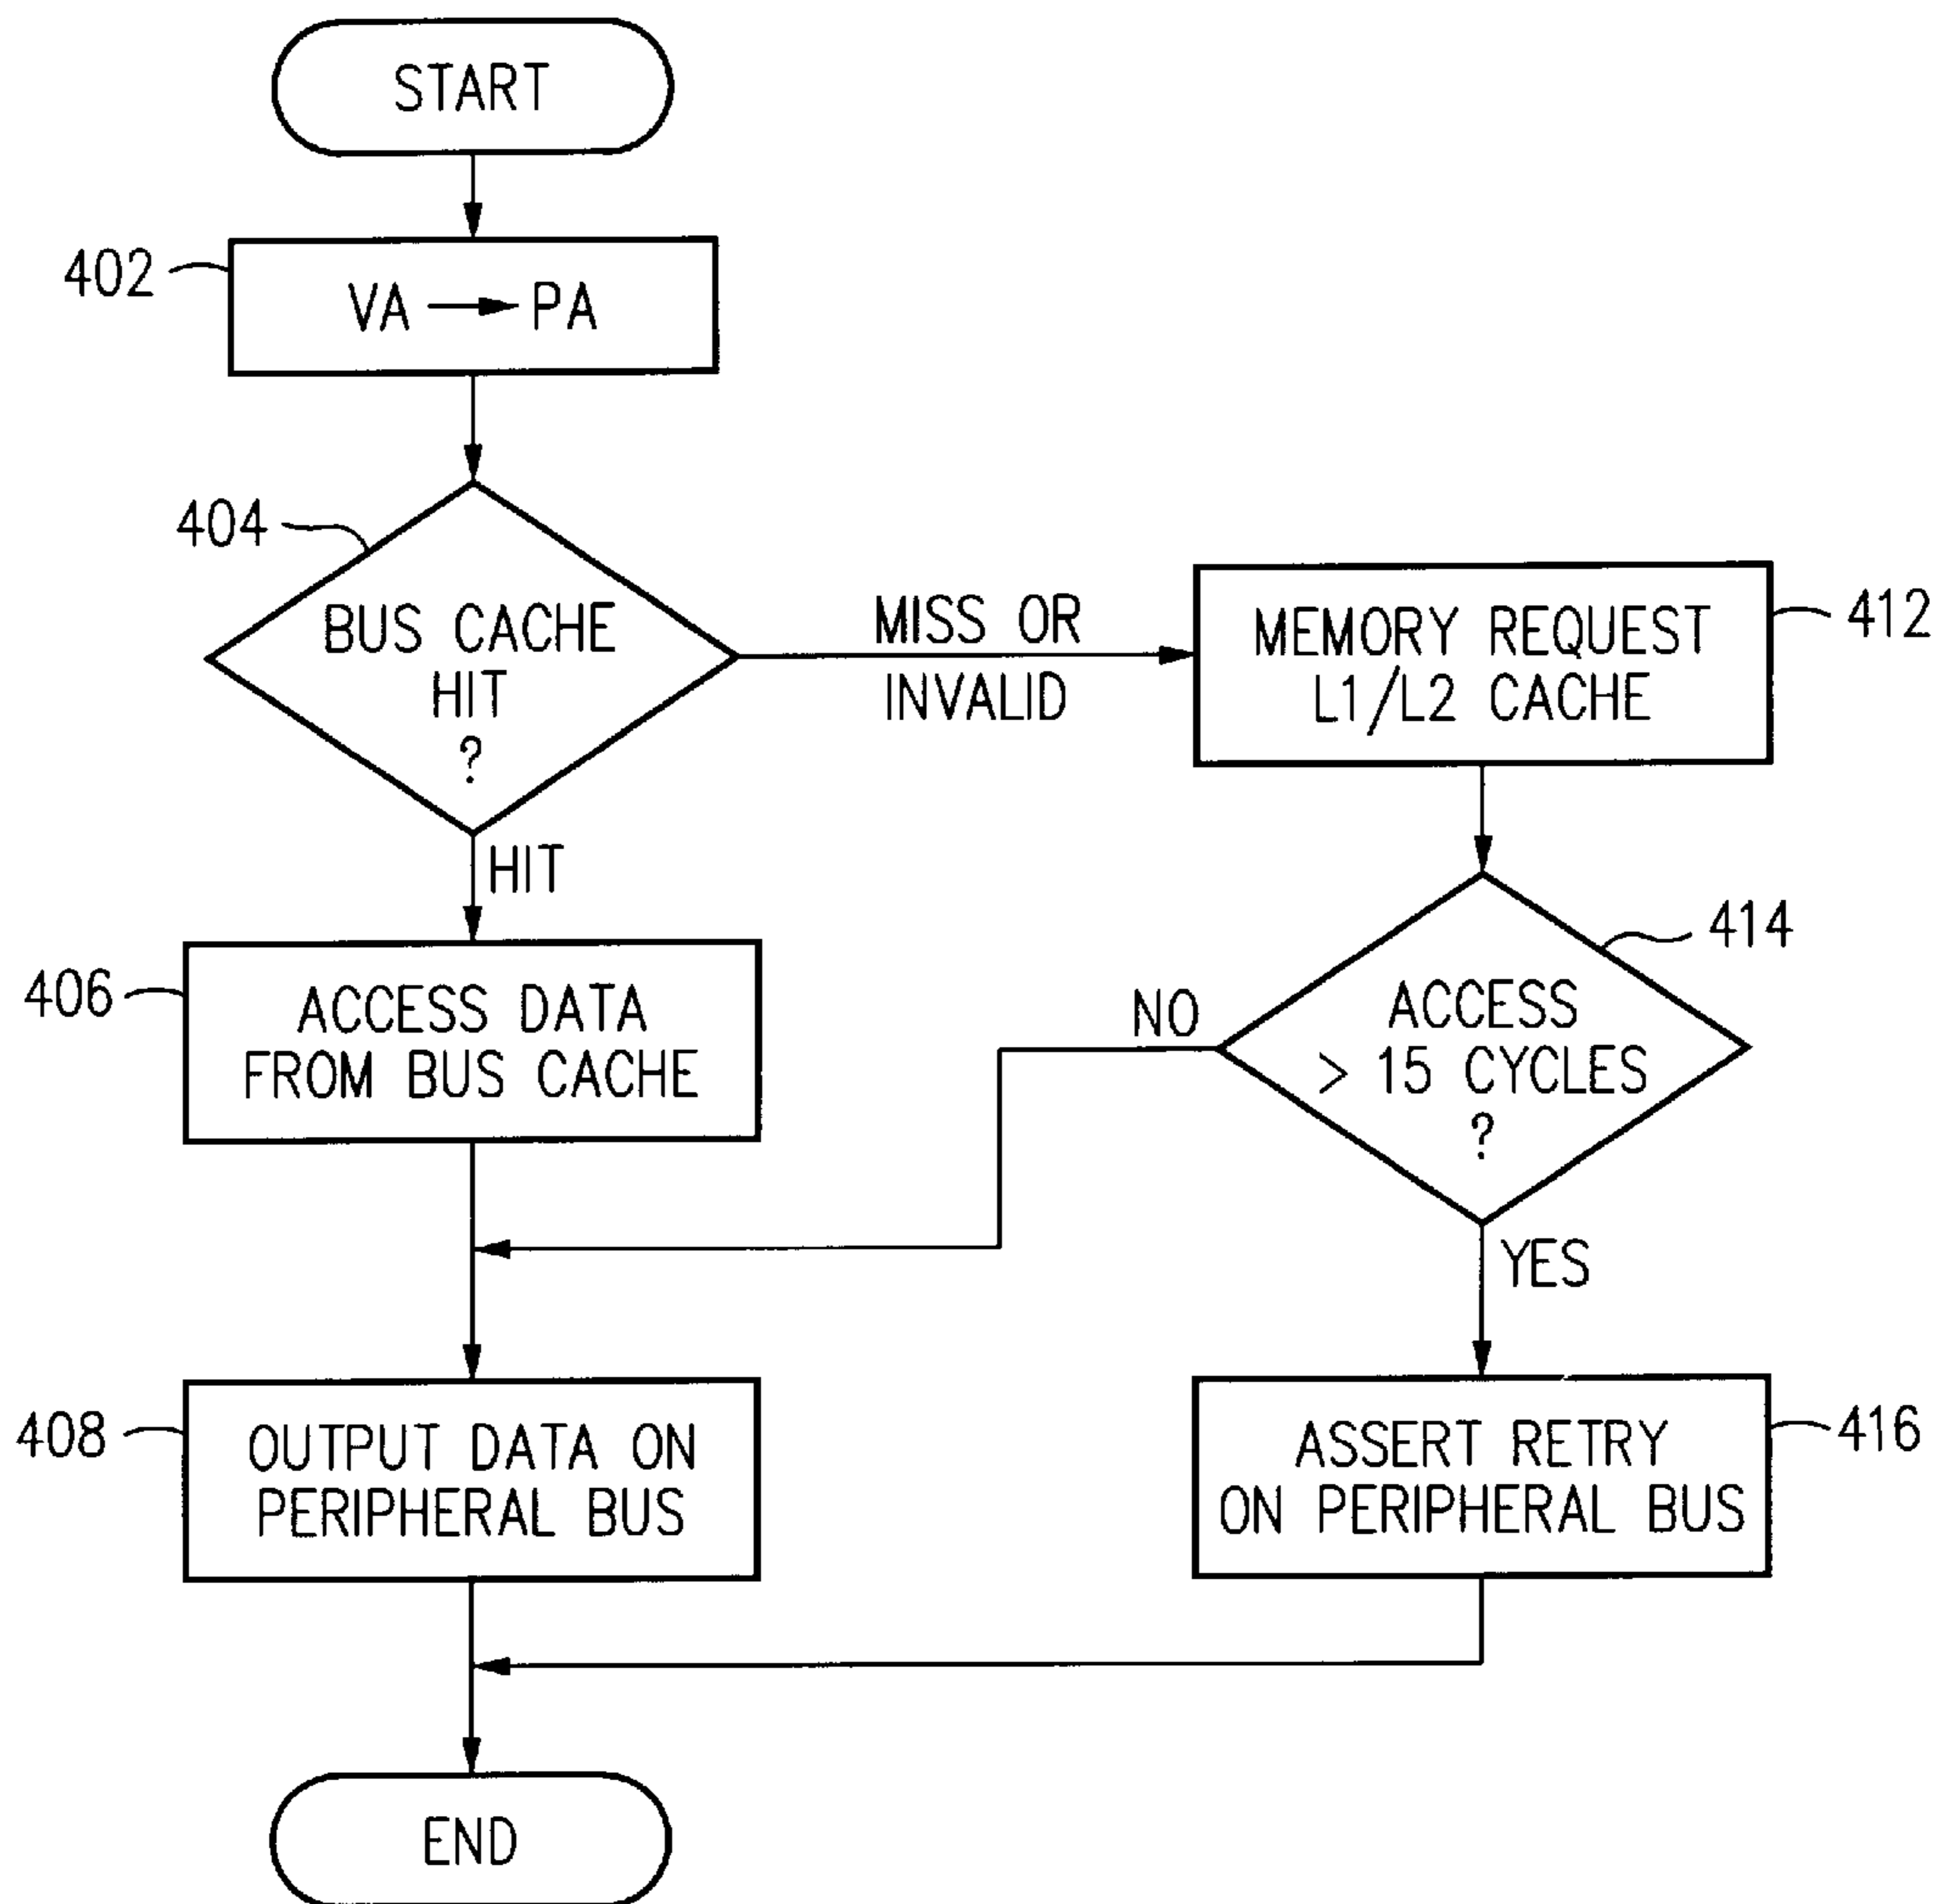 START
402
VA → PA
404
BUS CACHE
HIT
?
MISS OR
INVALID
MEMORY REQUEST
L1/L2 CACHE
412
HIT
406
ACCESS DATA
FROM BUS CACHE
NO
414
ACCESS
> 15 CYCLES
?
YES
408
OUTPUT DATA ON
PERIPHERAL BUS
ASSERT RETRY
ON PERIPHERAL BUS
416
END